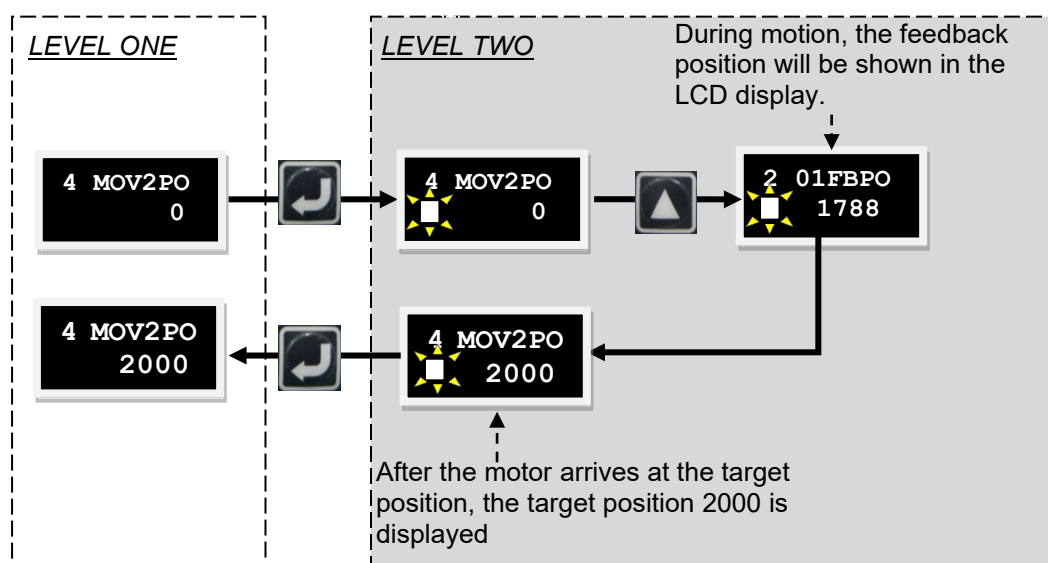 LEVEL ONE
LEVEL TWO
During motion, the feedback
position will be shown in the
LCD display.
4 MOV2PO
0
4 MOV2PO
0
2 01FBPO
1788
4 MOV2PO
2000
4 MOV2PO
2000
After the motor arrives at the target
position, the target position 2000 is
displayed